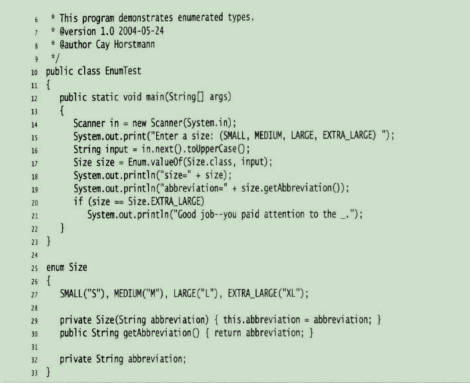 6 * This program demonstrates enumerated types.
7 * @version 1.0 2004-05-24
8 * @author Cay Horstmann
9 */
10 public class EnumTest
11 {
12 public static void main(String[] args)
13 {
14 Scanner in = new Scanner(System.in);
15 System.out.print("Enter a size: (SMALL, MEDIUM, LARGE, EXTRA_LARGE) ");
16 String input = in.next().toUpperCase();
17 Size size = Enum.valueOf(Size.class, input);
18 System.out.println("size=" + size);
19 System.out.println("abbreviation=" + size.getAbbreviation());
20 if (size == Size.EXTRA_LARGE)
21 System.out.println("Good job--you paid attention to the _.");
22 }
23 }
24
25 enum Size
26 {
27 SMALL("S"), MEDIUM("M"), LARGE("L"), EXTRA_LARGE("XL");
28
29 private Size(String abbreviation) { this.abbreviation = abbreviation; }
30 public String getAbbreviation() { return abbreviation; }
31
32 private String abbreviation;
33 }